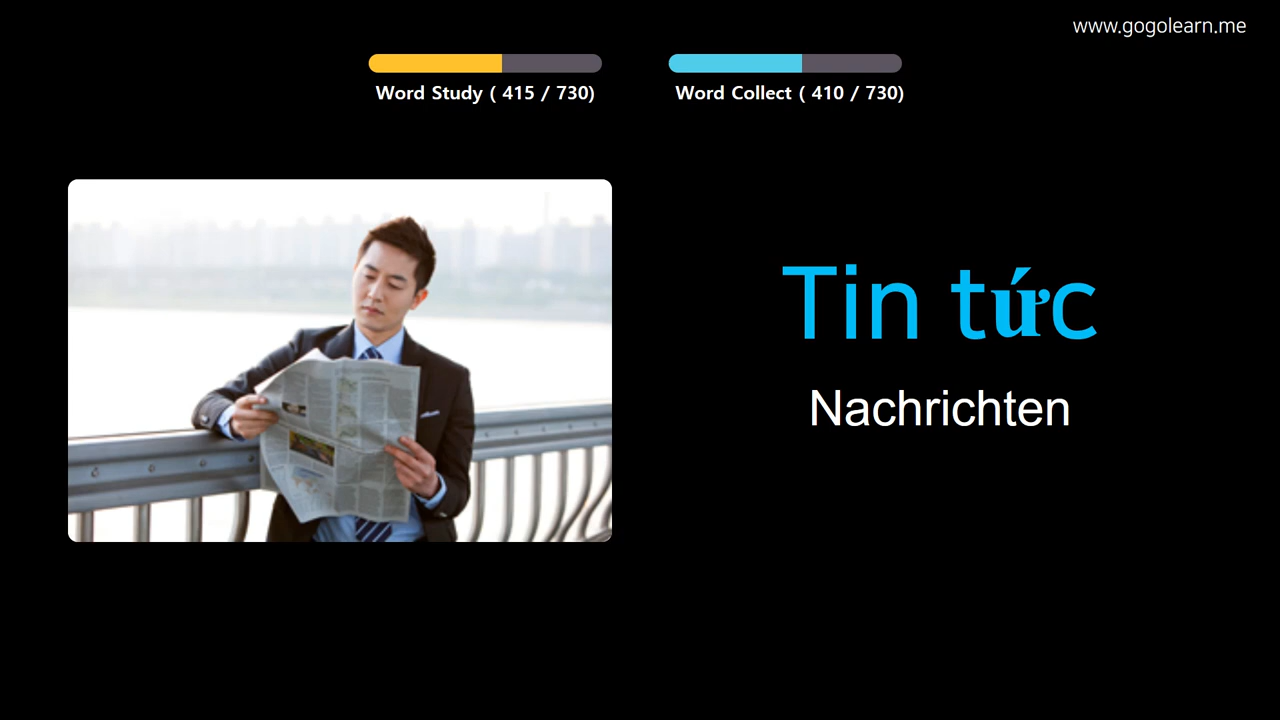 www.gogolearn.me
Word Study ( 415 / 730)
Word Collect ( 410 / 730)
Tin tức
Nachrichten